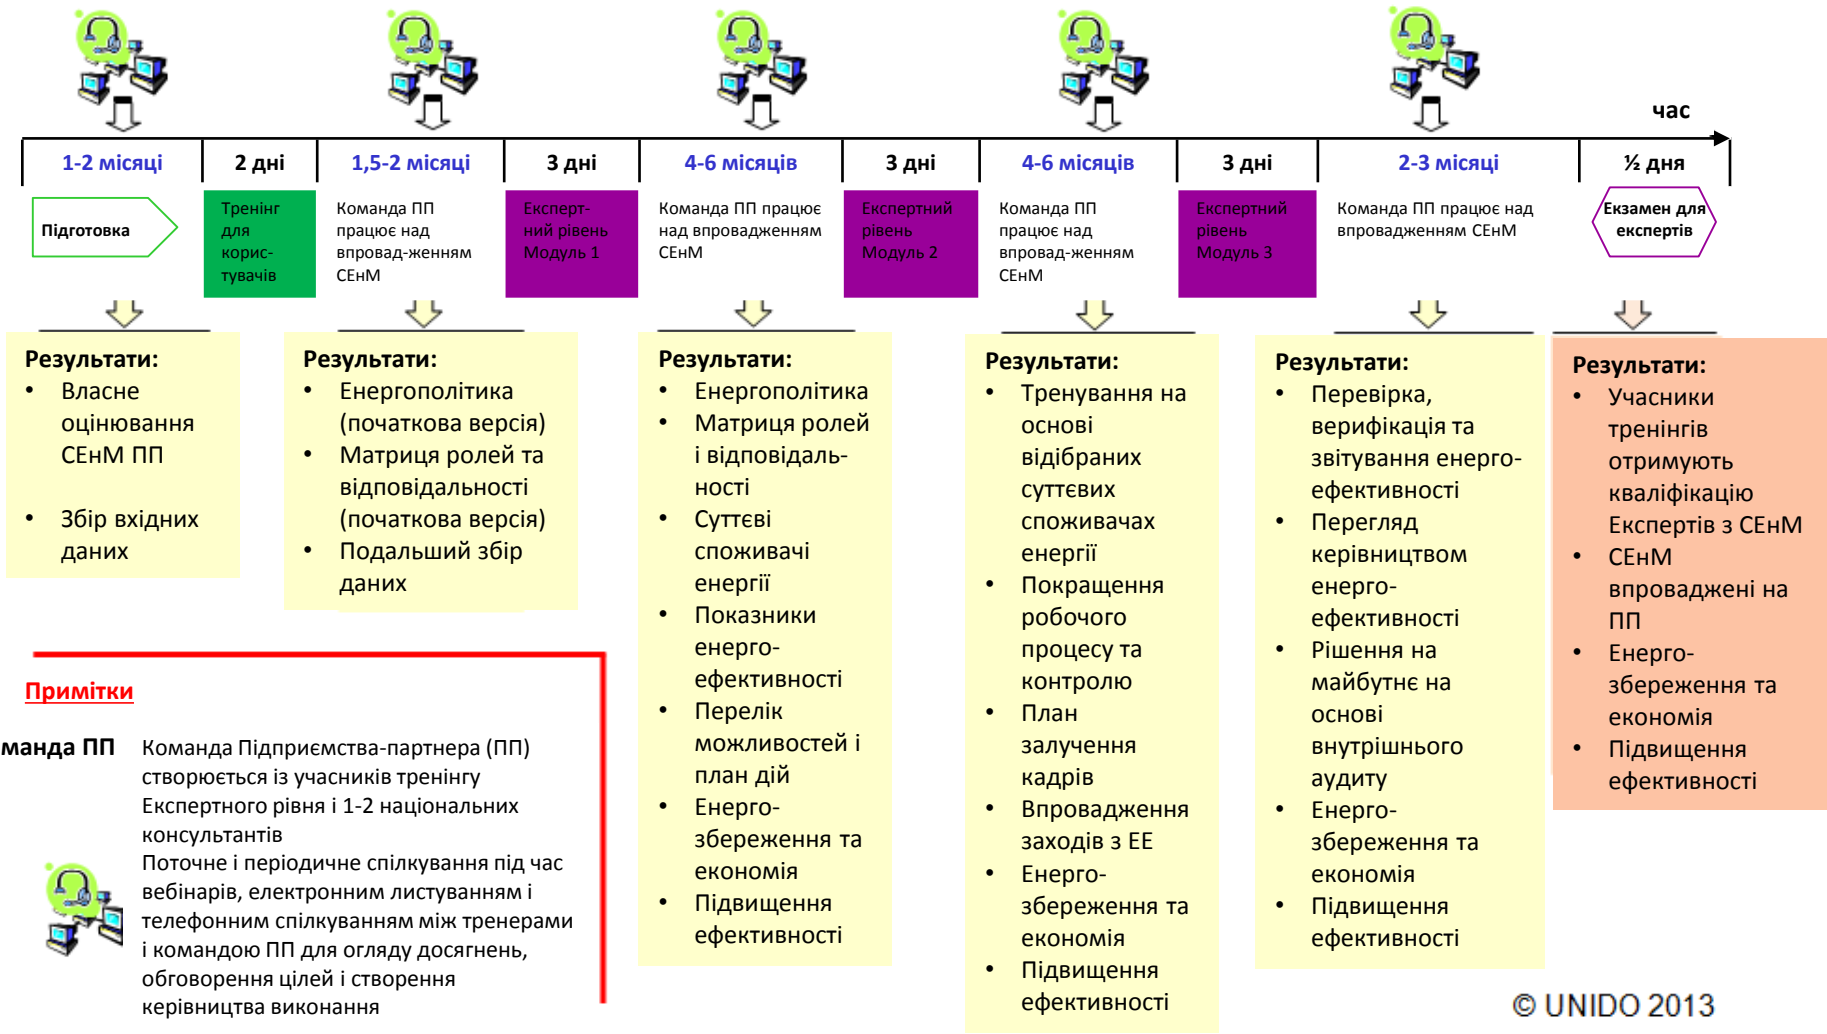 час
1-2 місяці
2 дні
1,5-2 місяці
3 дні
4-6 місяців
3 дні
4-6 місяців
3 дні
2-3 місяці
½ дня
Підготовка
Тренінг
для
корис-
тувачів
Команда ПП
працює над
впровад-женням
СЕнМ
Експерт-
ний рівень
Модуль 1
Команда ПП працює
над впровадженням
СЕнМ
Експертний
рівень
Модуль 2
Команда ПП
працює над
впровад-женням
СЕнМ
Експертний
рівень
Модуль 3
Команда ПП працює над
впровадженням СЕнМ
Екзамен для
експертів
Результати:
• Власне
оцінювання
СЕнМ ПП
• Збір вхідних
даних
Результати:
• Енергополітика
(початкова версія)
• Матриця ролей та
відповідальності
(початкова версія)
• Подальший збір
даних
Результати:
• Енергополітика
• Матриця ролей
і відповідаль-
ності
• Суттєві
споживачі
енергії
• Показники
енерго-
ефективності
• Перелік
можливостей і
план дій
• Енерго-
збереження та
економія
• Підвищення
ефективності
Результати:
• Тренування на
основі
відібраних
суттєвих
споживачах
енергії
• Покращення
робочого
процесу та
контролю
• План
залучення
кадрів
• Впровадження
заходів з ЕЕ
• Енерго-
збереження та
економія
• Підвищення
ефективності
Результати:
• Перевірка,
верифікація та
звітування енерго-
ефективності
• Перегляд
керівництвом
енерго-
ефективності
• Рішення на
майбутнє на
основі
внутрішнього
аудиту
• Енерго-
збереження та
економія
• Підвищення
ефективності
Результати:
• Учасники
тренінгів
отримують
кваліфікацію
Експертів з СЕнМ
• СЕнМ
впроваджені на
ПП
• Енерго-
збереження та
економія
• Підвищення
ефективності
Примітки
манда ПП
Команда Підприємства-партнера (ПП)
створюється із учасників тренінгу
Експертного рівня і 1-2 національних
консультантів
Поточне і періодичне спілкування під час
вебінарів, електронним листуванням і
телефонним спілкуванням між тренерами
і командою ПП для огляду досягнень,
обговорення цілей і створення
керівництва виконання
© UNIDO 2013